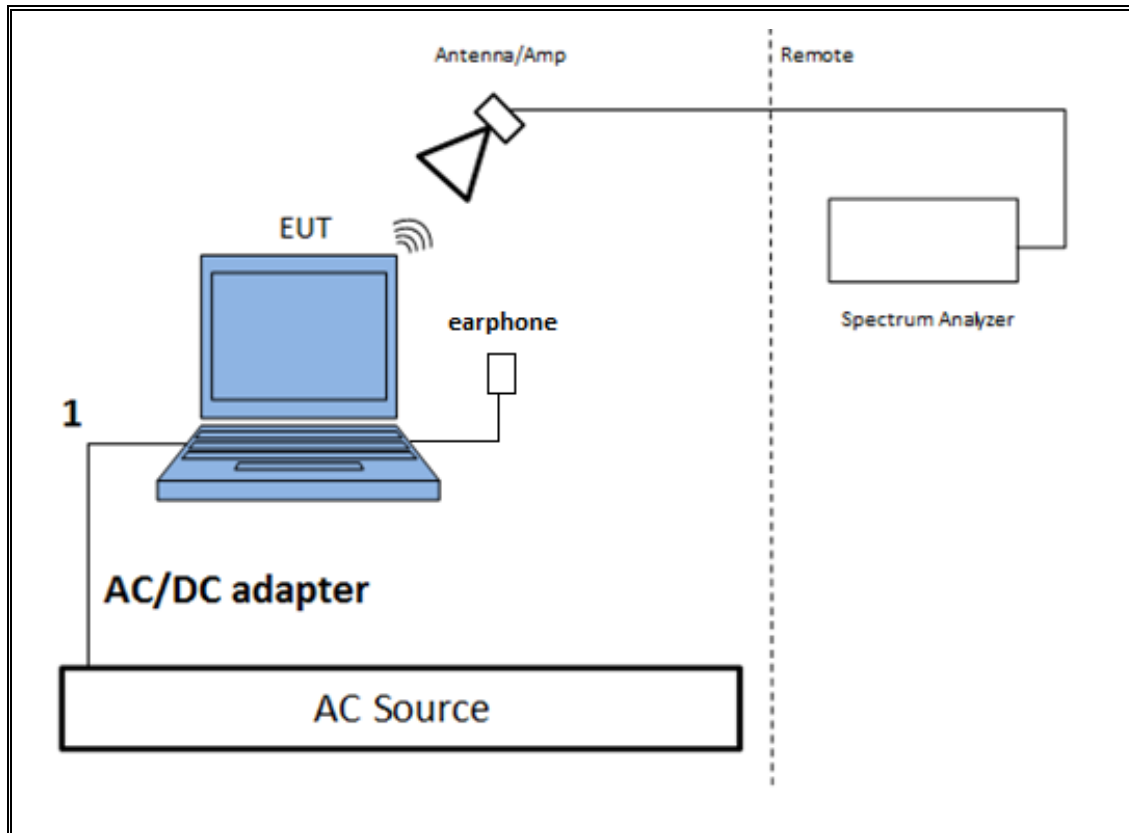 Antenna/Amp
Remote
EUT
earphone
Spectrum Analyzer
1
AC/DC adapter
AC Source